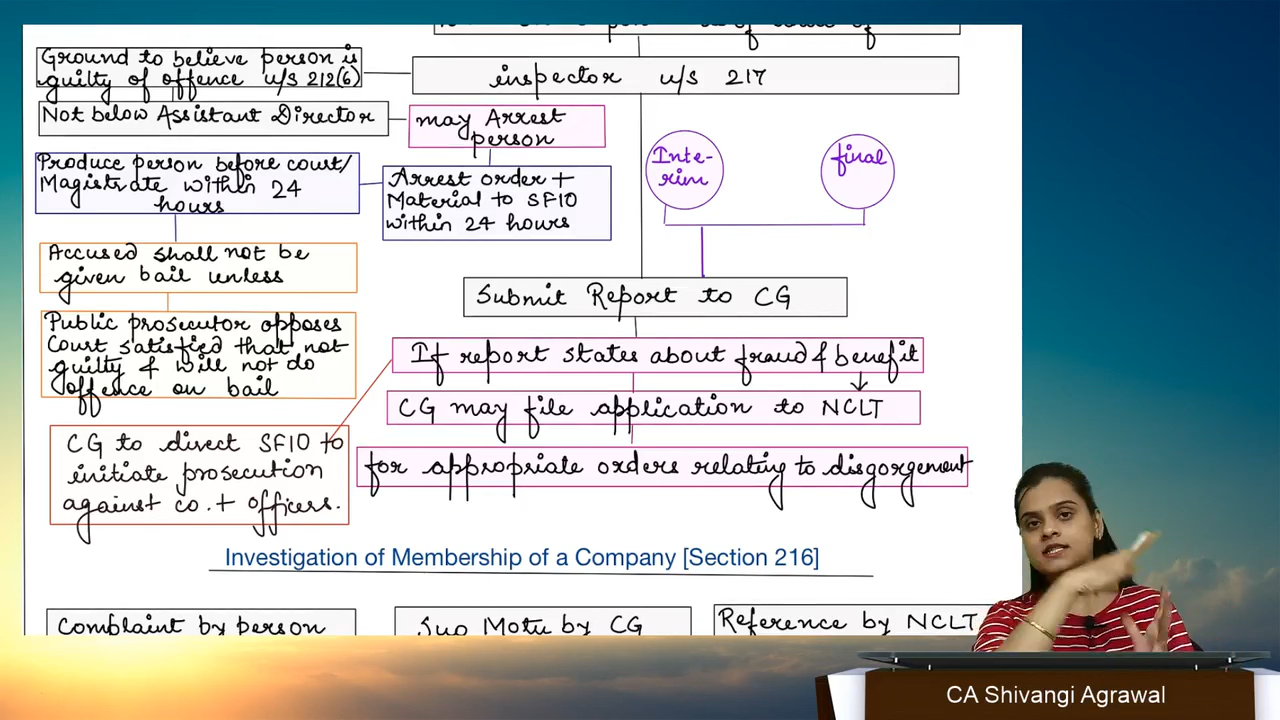 Ground to believe person is
guilty of offence u/s 212(6)
inspector u/s 217
Not below Assistant Director
may Arrest
person
Inte-
rim
final
Produce person before court/
Magistrate within 24
hours
Arrest order +
Material to SFIO
within 24 hours
Accused shall not be
given bail unless
Submit Report to CG
Public prosecutor opposes
Court satisfied that not
guilty & will not do
offence on bail
If report states about fraud & benefit
CG may file application to NCLT
CG to direct SFIO to
initiate prosecution
against co. + officers.
for appropriate orders relating to disgorgement
Investigation of Membership of a Company [Section 216]
Complaint by person
Suo Motu by CG
Reference by NCLT
CA Shivangi Agrawal